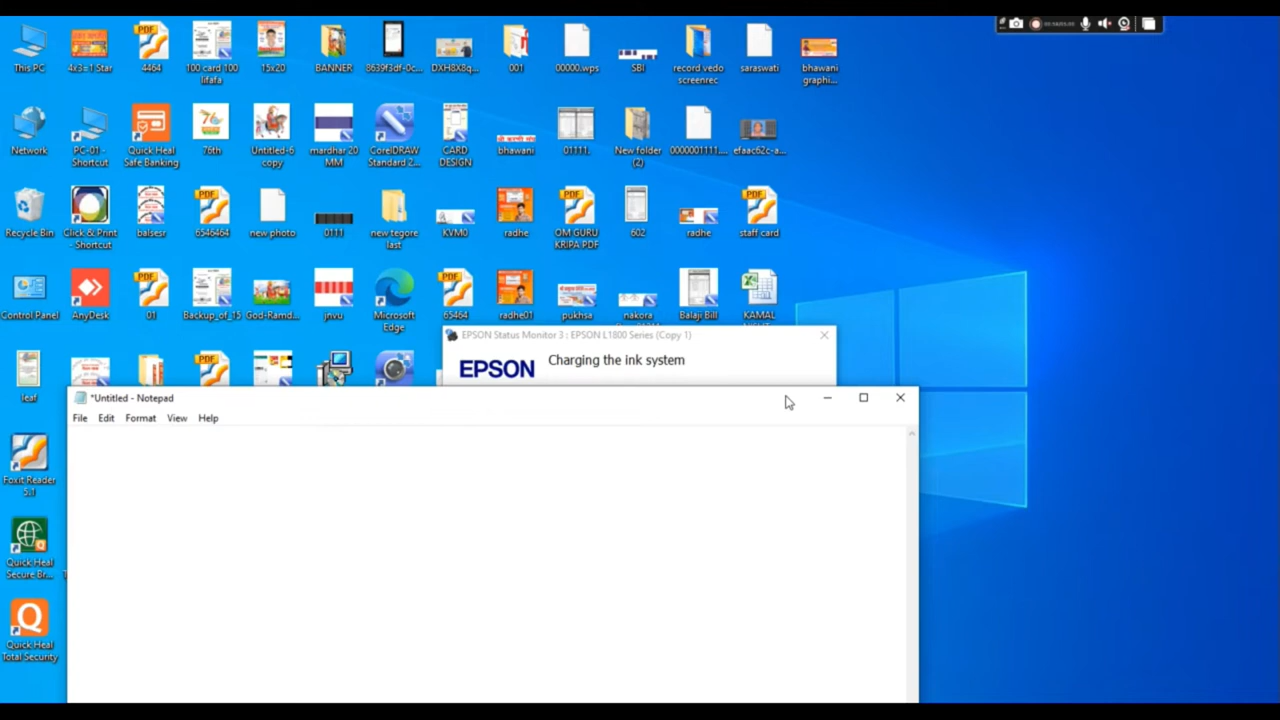 This PC
4x3=1 Star
4464
100 card 100
lifafa
15x20
BANNER
8639f3df-0c...
DXH8X8q...
001
00000.wps
SBI
record vedo
screenrec
saraswati
bhawani
graphi...
Network
PC-01 -
Shortcut
Quick Heal
Safe Banking
76th
Untitled-6
copy
mardhar 20
MM
CorelDRAW
Standard 2...
CARD
DESIGN
bhawani
01111.
New folder
(2)
0000001111....
efaac62c-a...
Recycle Bin
Click & Print
- Shortcut
balsesr
6546464
new photo
0111
new tegore
last
KVM0
radhe
OM GURU
KRIPA PDF
602
radhe
staff card
Control Panel
AnyDesk
01
Backup_of_15
God-Ramd...
jnvu
Microsoft
Edge
65464
radhe01
pukhsa
nakora
Balaji Bill
KAMAL
EPSON Status Monitor 3 : EPSON L1800 Series (Copy 1)
EPSON
Charging the ink system
leaf
*Untitled - Notepad
File Edit Format View Help
Foxit Reader
5.1
Quick Heal
Secure Br...
Quick Heal
Total Security